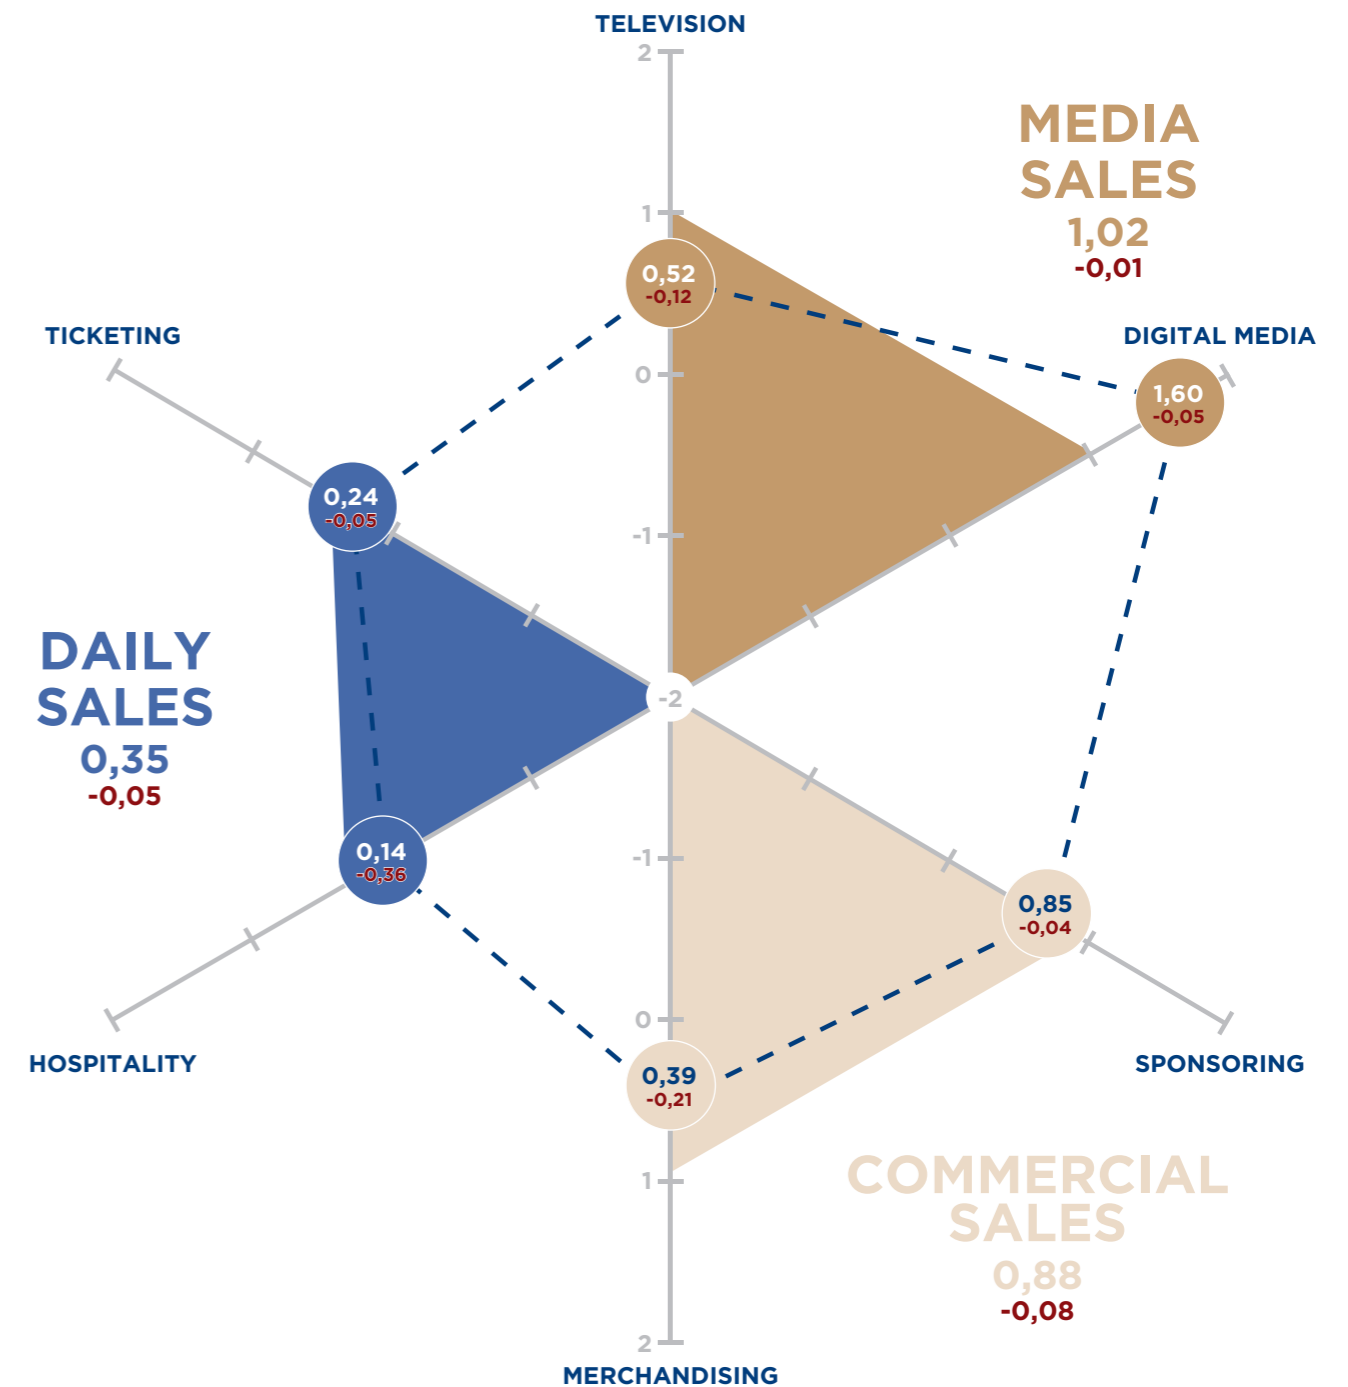 TELEVISION
2
MEDIA
SALES
1,02
-0,01
1
0,52
-0,12
TICKETING
DIGITAL MEDIA
0
1,60
-0,05
0,24
-0,05
-1
DAILY
SALES
0,35
-0,05
-2
0,14
-0,36
-1
0,85
-0,04
0
HOSPITALITY
0,39
-0,21
SPONSORING
1
COMMERCIAL
SALES
0,88
-0,08
2
MERCHANDISING